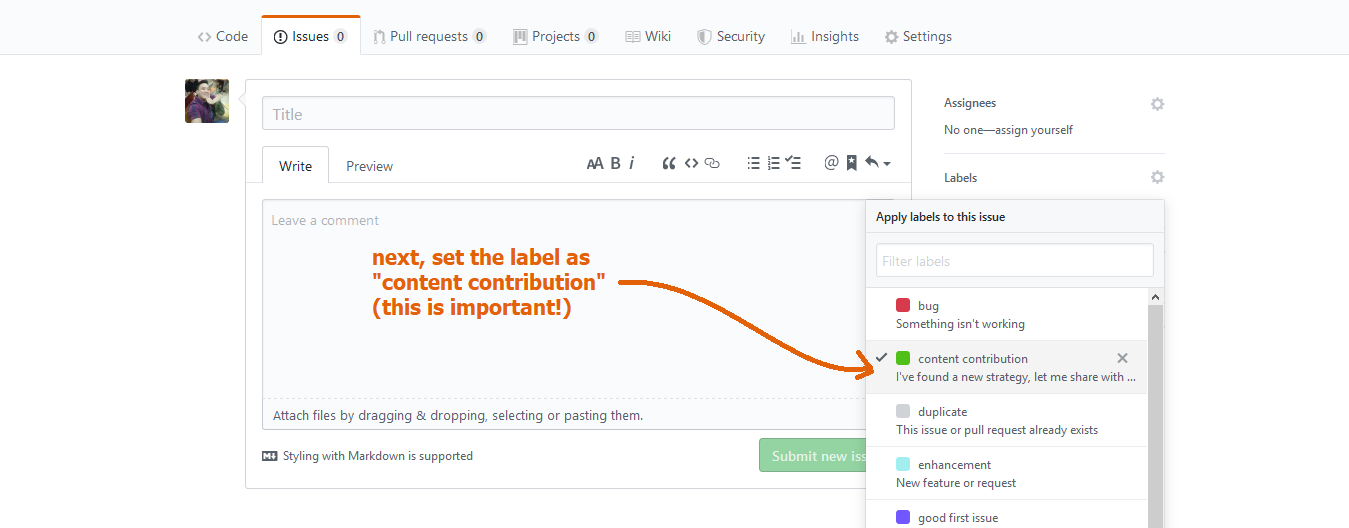 Code Issues 0 Pull requests 0 Projects 0 Wiki Security Insights Settings
Title
Write Preview AA B i @
Leave a comment
next, set the label as
"content contribution"
(this is important!)
Attach files by dragging & dropping, selecting or pasting them.
Styling with Markdown is supported
Submit new iss
Assignees
No one—assign yourself
Labels
Apply labels to this issue
Filter labels
bug
Something isn't working
content contribution
I've found a new strategy, let me share with ...
duplicate
This issue or pull request already exists
enhancement
New feature or request
good first issue